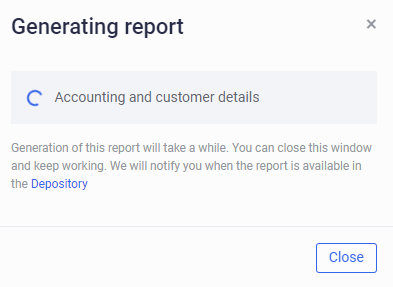 Generating report
×
Accounting and customer details
Generation of this report will take a while. You can close this window
and keep working. We will notify you when the report is available in
the Depository
Close